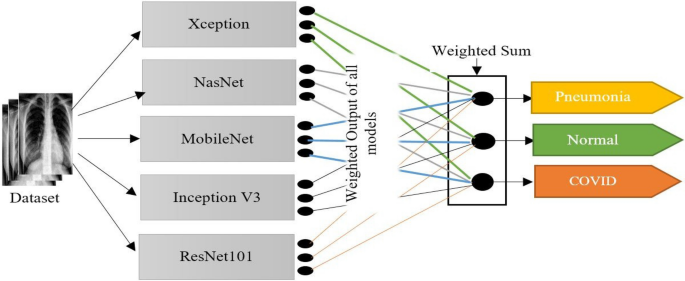 Xception
Weighted Sum
NasNet
Pneumonia
MobileNet
Normal
Weighted Output of all
models
COVID
Dataset
Inception V3
ResNet101